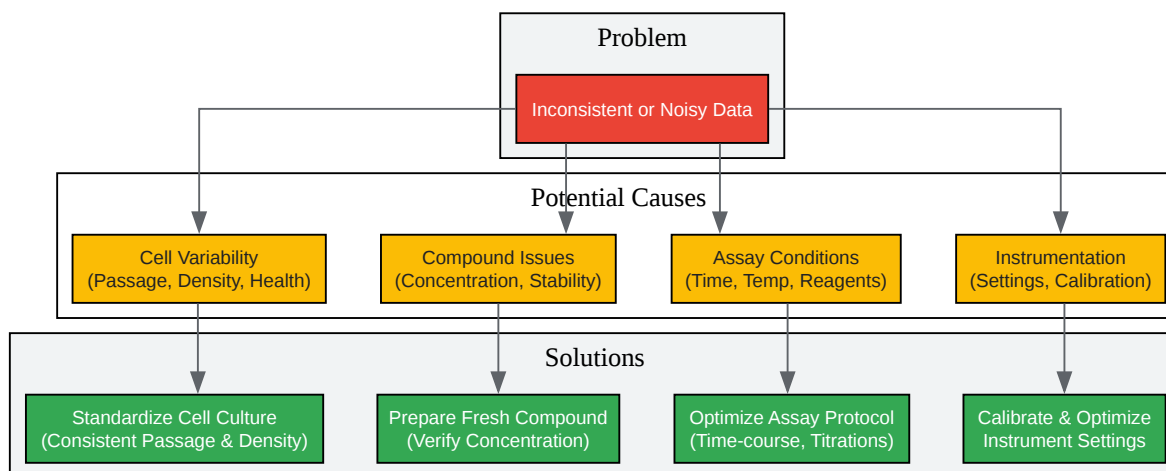 Problem
Inconsistent or Noisy Data
Potential Causes
Cell Variability
(Passage, Density, Health)
Compound Issues
(Concentration, Stability)
Assay Conditions
(Time, Temp, Reagents)
Instrumentation
(Settings, Calibration)
Solutions
Standardize Cell Culture
(Consistent Passage & Density)
Prepare Fresh Compound
(Verify Concentration)
Optimize Assay Protocol
(Time-course, Titrations)
Calibrate & Optimize
Instrument Settings